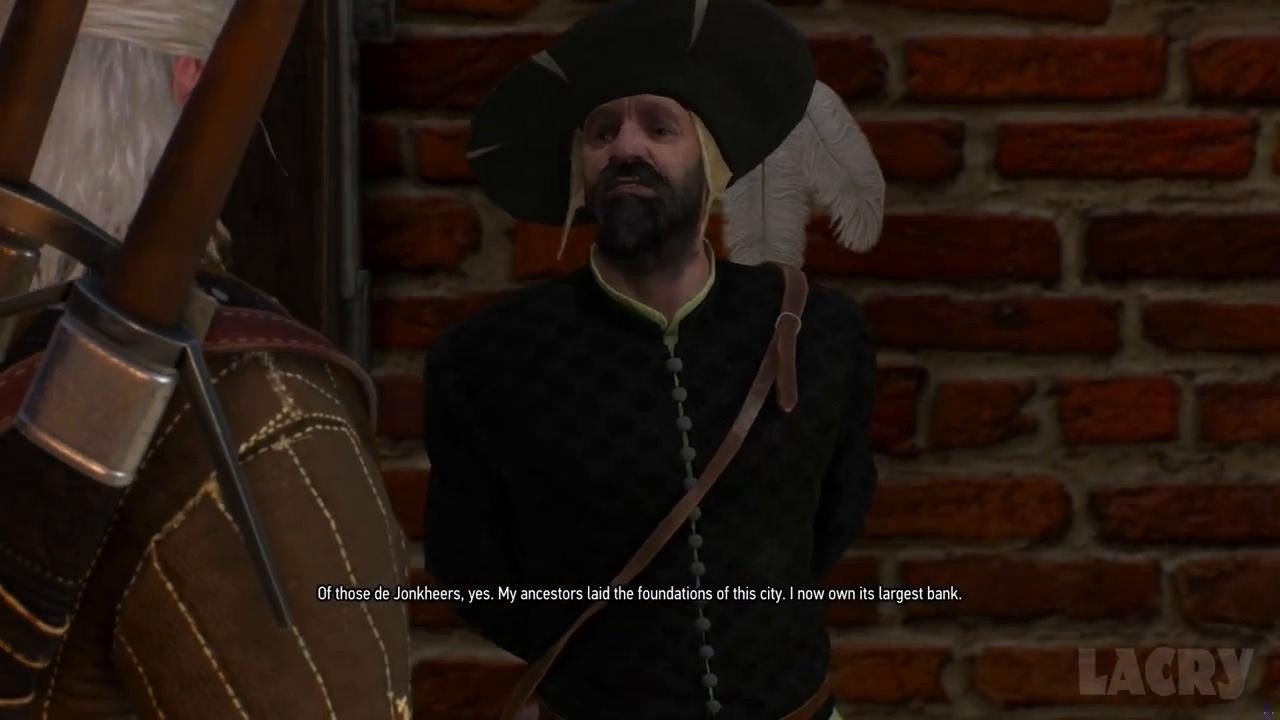 Of those de Jonkheers, yes. My ancestors laid the foundations of this city. I now own its largest bank.
LACRY